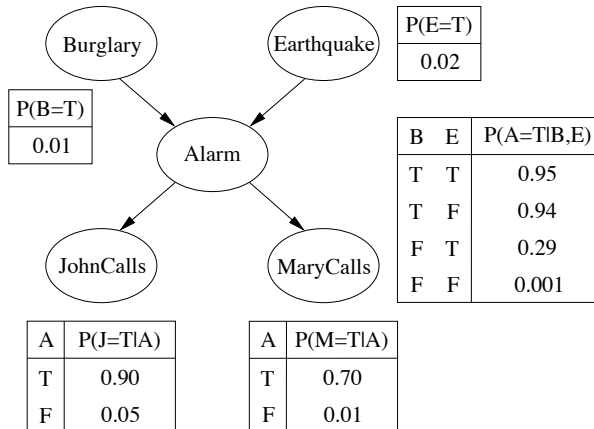 Burglary
Earthquake
P(E=T)
0.02
P(B=T)
0.01
Alarm
B E P(A=T|B,E)
T T 0.95
T F 0.94
F T 0.29
F F 0.001
JohnCalls
MaryCalls
A P(J=T|A)
T 0.90
F 0.05
A P(M=T|A)
T 0.70
F 0.01